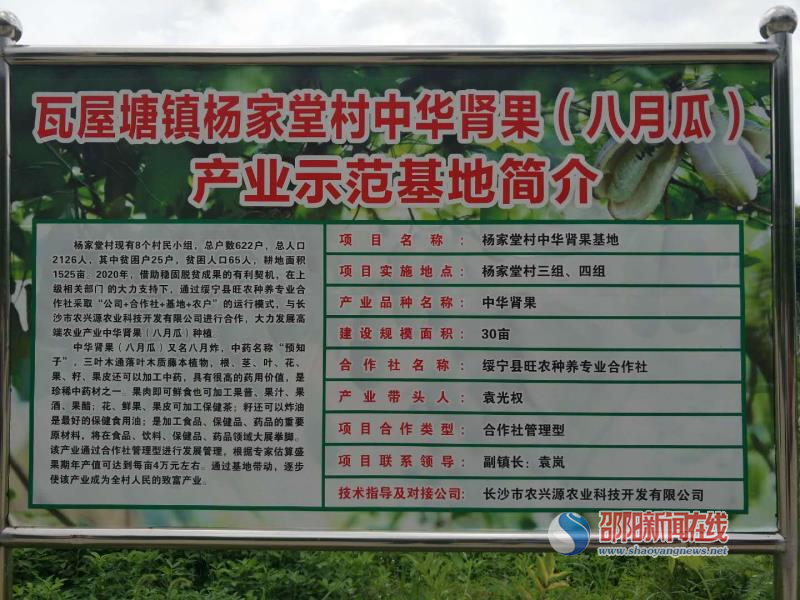 瓦屋塘镇杨家堂村中华肾果（八月瓜）
产业示范基地简介
杨家堂村现有8个村民小组，总户数622户，总人口
2126人，其中贫困户25户，贫困人口65人，耕地面积
1525亩。2020年，借助稳固脱贫成果的有利契机，在上
级相关部门的大力支持下，通过绥宁县旺农种养专业合
作社采取“公司+合作社+基地+农户”的运行模式，与长
沙市农兴源农业科技开发有限公司进行合作，大力发展高
端农业产业中华肾果（八月瓜）种植。
中华肾果（八月瓜）又名八月炸，中药名称“预知
子”，三叶木通落叶木质藤本植物，根、茎、叶、花、
果、籽、果皮还可以加工中药，具有很高的药用价值，是
珍稀中药材之一。果肉即可鲜食也可加工果酱、果汁、果
酒、果醋；花、鲜果、果皮可加工保健茶；籽还可以炸油
是最好的保健食用油；是加工食品、保健品、药品的重要
原材料，将在食品、饮料、保健品、药品领域大展拳脚。
该产业通过合作社管理型进行发展管理，根据专家估算盛
果期年产值可达到每亩4万元左右。通过基地带动，逐步
使该产业成为全村人民的致富产业。
项目名称：杨家堂村中华肾果基地
项目实施地点：杨家堂村三组、四组
产业品种名称：中华肾果
建设规模面积：30亩
合作社名称：绥宁县旺农种养专业合作社
产业带头人：袁光权
项目合作类型：合作社管理型
项目联系领导：副镇长：袁岚
技术指导及对接公司：长沙市农兴源农业科技开发有限公司
邵阳新闻在线
www.shaoyangnews.net